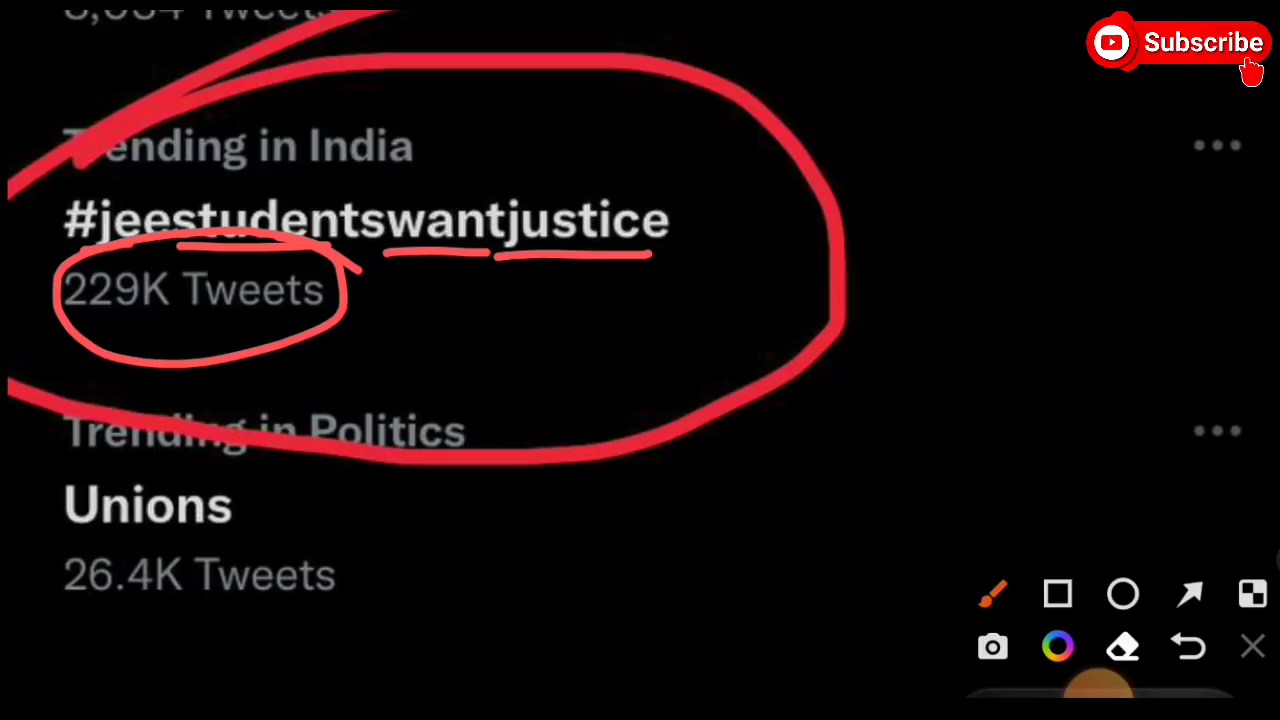 Subscribe
Trending in India
#jeestudentswantjustice
229K Tweets
Trending in Politics
Unions
26.4K Tweets